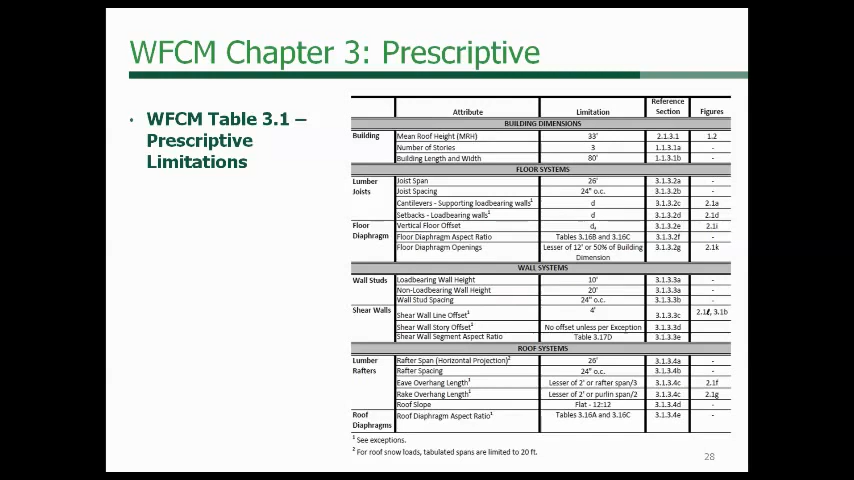 WFCM Chapter 3: Prescriptive
• WFCM Table 3.1 –
Prescriptive
Limitations
Attribute Limitation Reference Section Figures
BUILDING DIMENSIONS
Building Mean Roof Height (MRH) 33' 2.1.3.1 1.2
Number of Stories 3 1.1.3.1a -
Building Length and Width 80' 1.1.3.1b -
FLOOR SYSTEMS
Lumber Joists Joist Span 26' 3.1.3.2a -
Joist Spacing 24" o.c. 3.1.3.2b -
Cantilevers - Supporting loadbearing walls1 d 3.1.3.2c 2.1a
Setbacks - Loadbearing walls1 d 3.1.3.2d 2.1d
Floor Diaphragm Vertical Floor Offset df 3.1.3.2e 2.1i
Floor Diaphragm Aspect Ratio Tables 3.16B and 3.16C 3.1.3.2f -
Floor Diaphragm Openings Lesser of 12' or 50% of Building Dimension 3.1.3.2g 2.1k
WALL SYSTEMS
Wall Studs Loadbearing Wall Height 10' 3.1.3.3a -
Non-Loadbearing Wall Height 20' 3.1.3.3a -
Wall Stud Spacing 24" o.c. 3.1.3.3b -
Shear Walls Shear Wall Line Offset1 4' 3.1.3.3c 2.1ℓ, 3.1b
Shear Wall Story Offset1 No offset unless per Exception 3.1.3.3d -
Shear Wall Segment Aspect Ratio Table 3.17D 3.1.3.3e -
ROOF SYSTEMS
Lumber Rafters Rafter Span (Horizontal Projection)2 26' 3.1.3.4a -
Rafter Spacing 24" o.c. 3.1.3.4b -
Eave Overhang Length1 Lesser of 2' or rafter span/3 3.1.3.4c 2.1f
Rake Overhang Length1 Lesser of 2' or purlin span/2 3.1.3.4c 2.1g
Roof Slope Flat - 12:12 3.1.3.4d -
Roof Diaphragms Roof Diaphragm Aspect Ratio1 Tables 3.16A and 3.16C 3.1.3.4e -
1 See exceptions.
2 For roof snow loads, tabulated spans are limited to 20 ft.
28